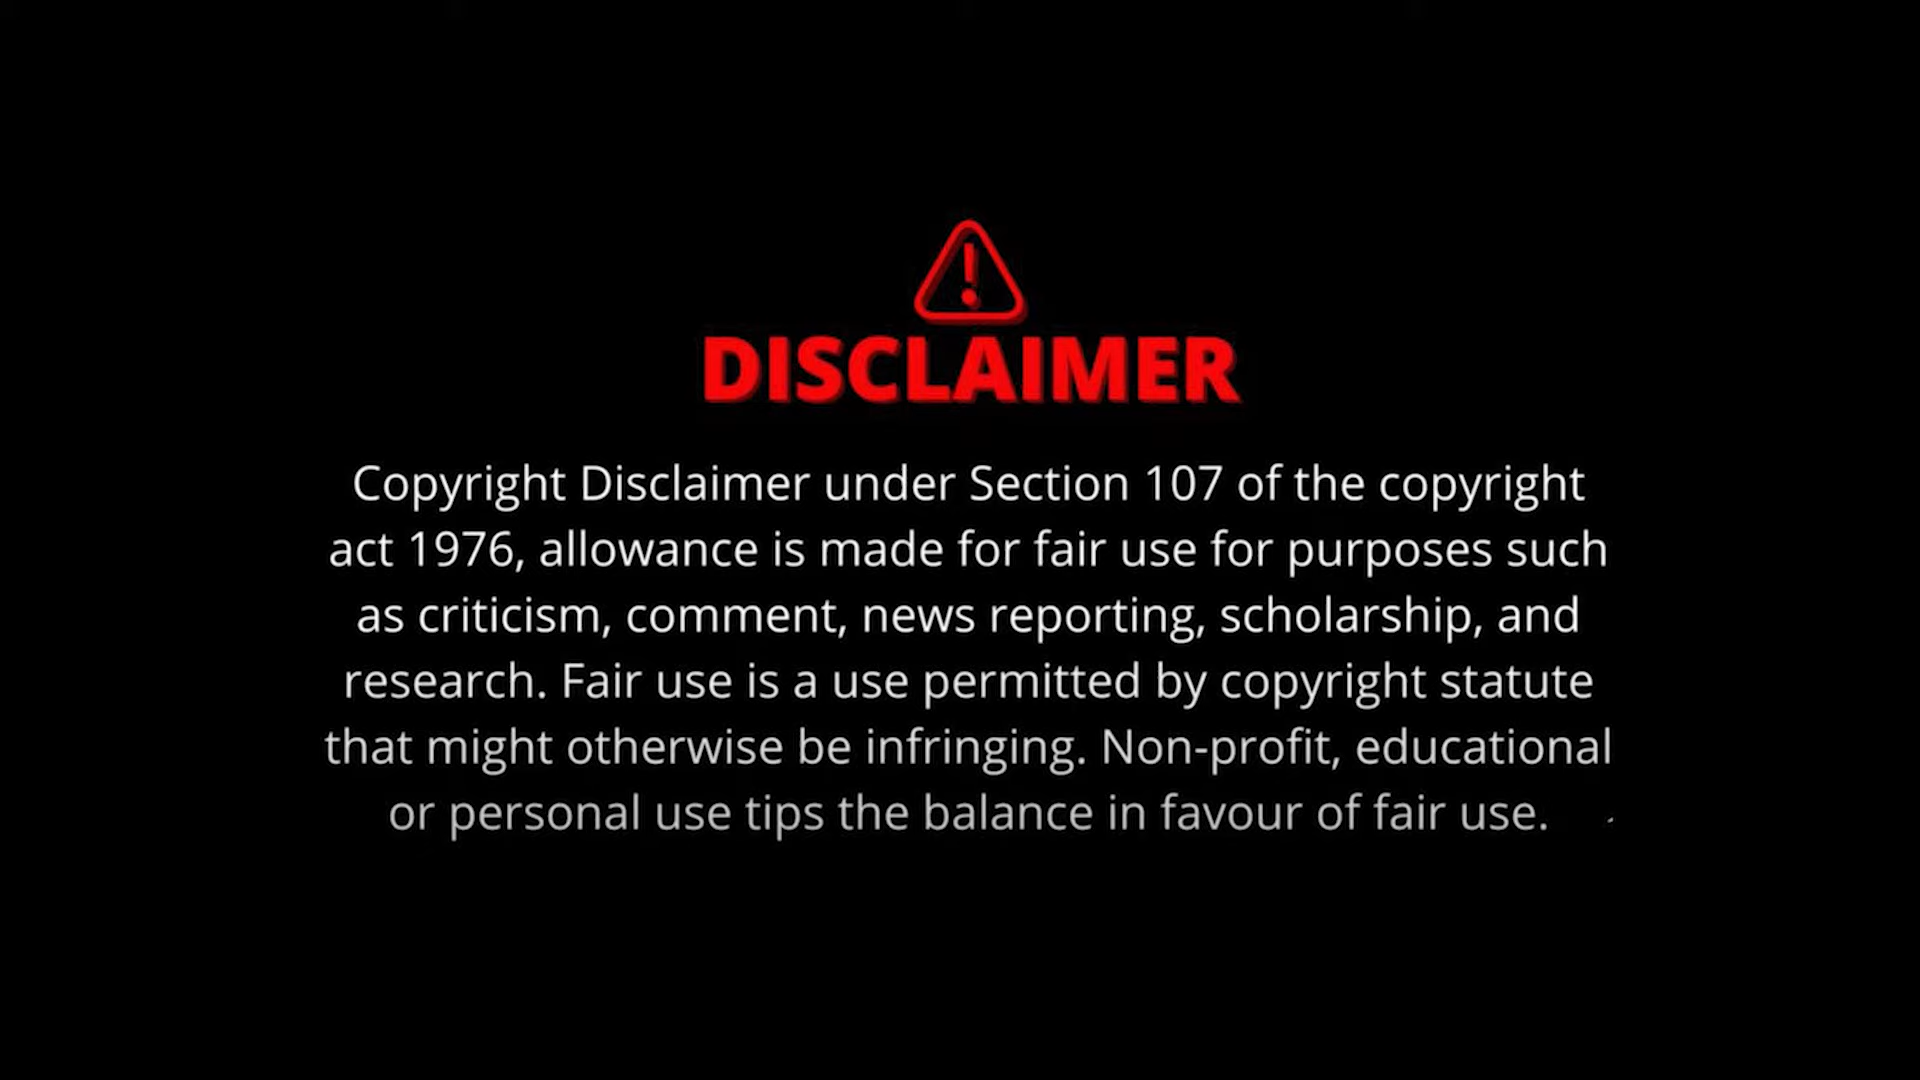 DISCLAIMER
Copyright Disclaimer under Section 107 of the copyright
act 1976, allowance is made for fair use for purposes such
as criticism, comment, news reporting, scholarship, and
research. Fair use is a use permitted by copyright statute
that might otherwise be infringing. Non-profit, educational
or personal use tips the balance in favour of fair use.